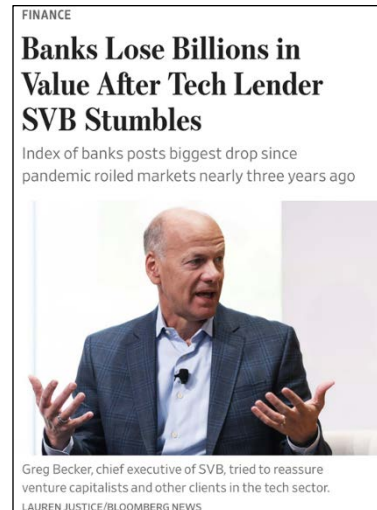 FINANCE
Banks Lose Billions in
Value After Tech Lender
SVB Stumbles
Index of banks posts biggest drop since
pandemic roiled markets nearly three years ago
Greg Becker, chief executive of SVB, tried to reassure
venture capitalists and other clients in the tech sector.
LAUREN JUSTICE/BLOOMBERG NEWS